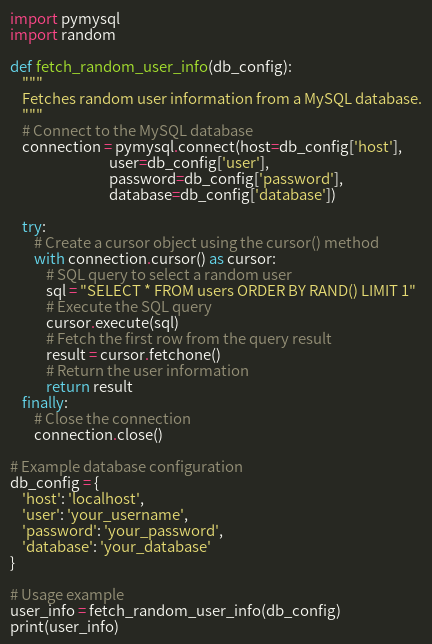 import pymysql
import random

def fetch_random_user_info(db_config):
    """
    Fetches random user information from a MySQL database.
    """
    # Connect to the MySQL database
    connection = pymysql.connect(host=db_config['host'],
                                 user=db_config['user'],
                                 password=db_config['password'],
                                 database=db_config['database'])

    try:
        # Create a cursor object using the cursor() method
        with connection.cursor() as cursor:
            # SQL query to select a random user
            sql = "SELECT * FROM users ORDER BY RAND() LIMIT 1"
            # Execute the SQL query
            cursor.execute(sql)
            # Fetch the first row from the query result
            result = cursor.fetchone()
            # Return the user information
            return result
    finally:
        # Close the connection
        connection.close()

# Example database configuration
db_config = {
    'host': 'localhost',
    'user': 'your_username',
    'password': 'your_password',
    'database': 'your_database'
}

# Usage example
user_info = fetch_random_user_info(db_config)
print(user_info)